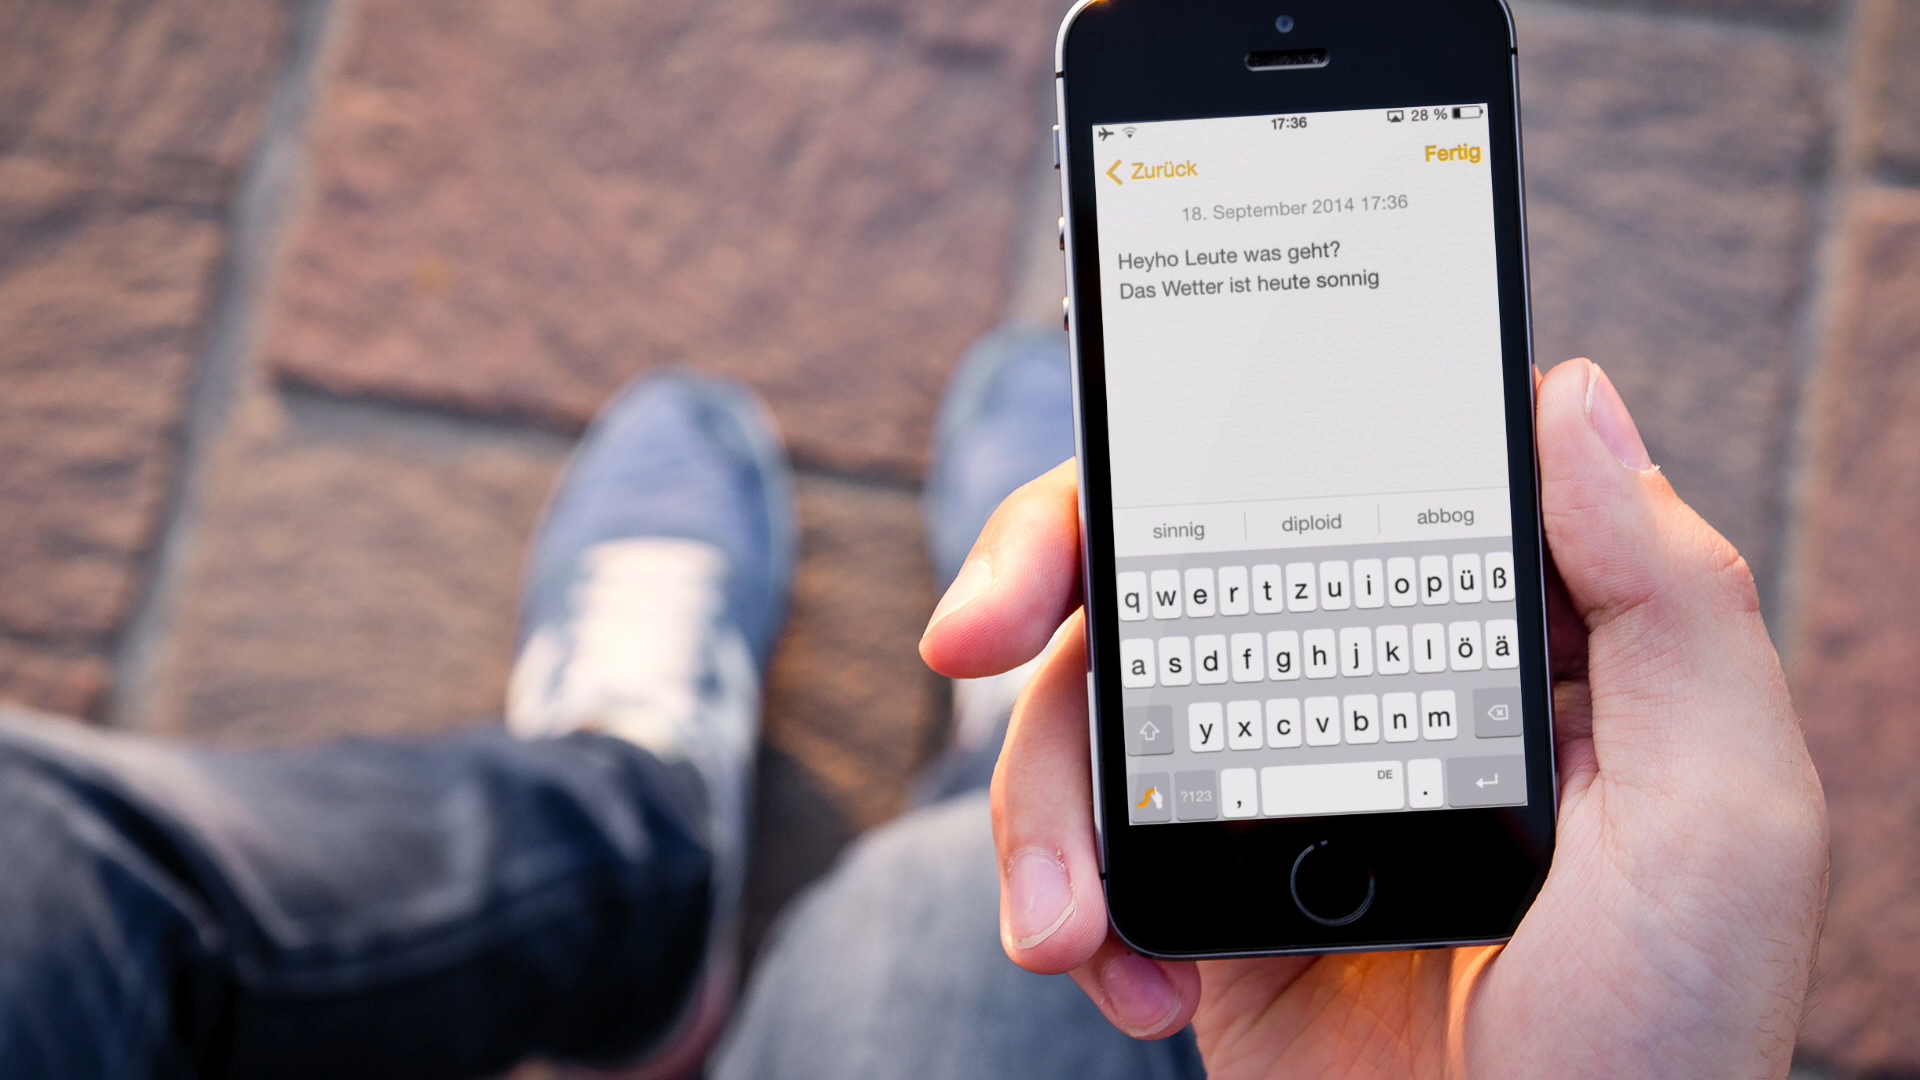 17:36 28 %
Zurück Fertig
18. September 2014 17:36
Heyho Leute was geht?
Das Wetter ist heute sonnig
sinnig diploid abbog
q w e r t z u i o p ü ß
a s d f g h j k l ö ä
y x c v b n m
?123 , DE .